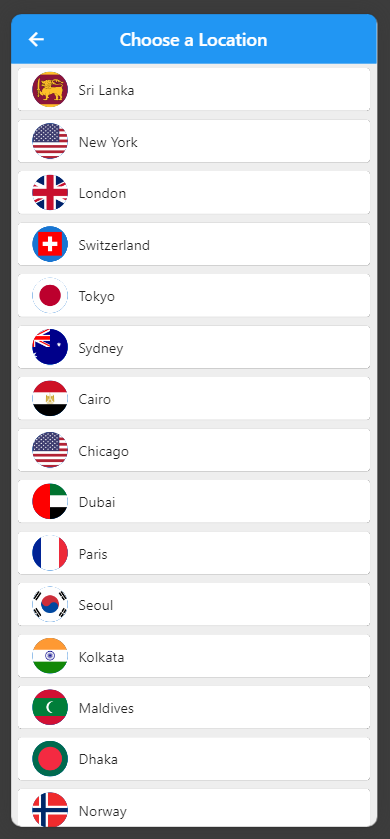 Choose a Location
Sri Lanka
New York
London
Switzerland
Tokyo
Sydney
Cairo
Chicago
Dubai
Paris
Seoul
Kolkata
Maldives
Dhaka
Norway